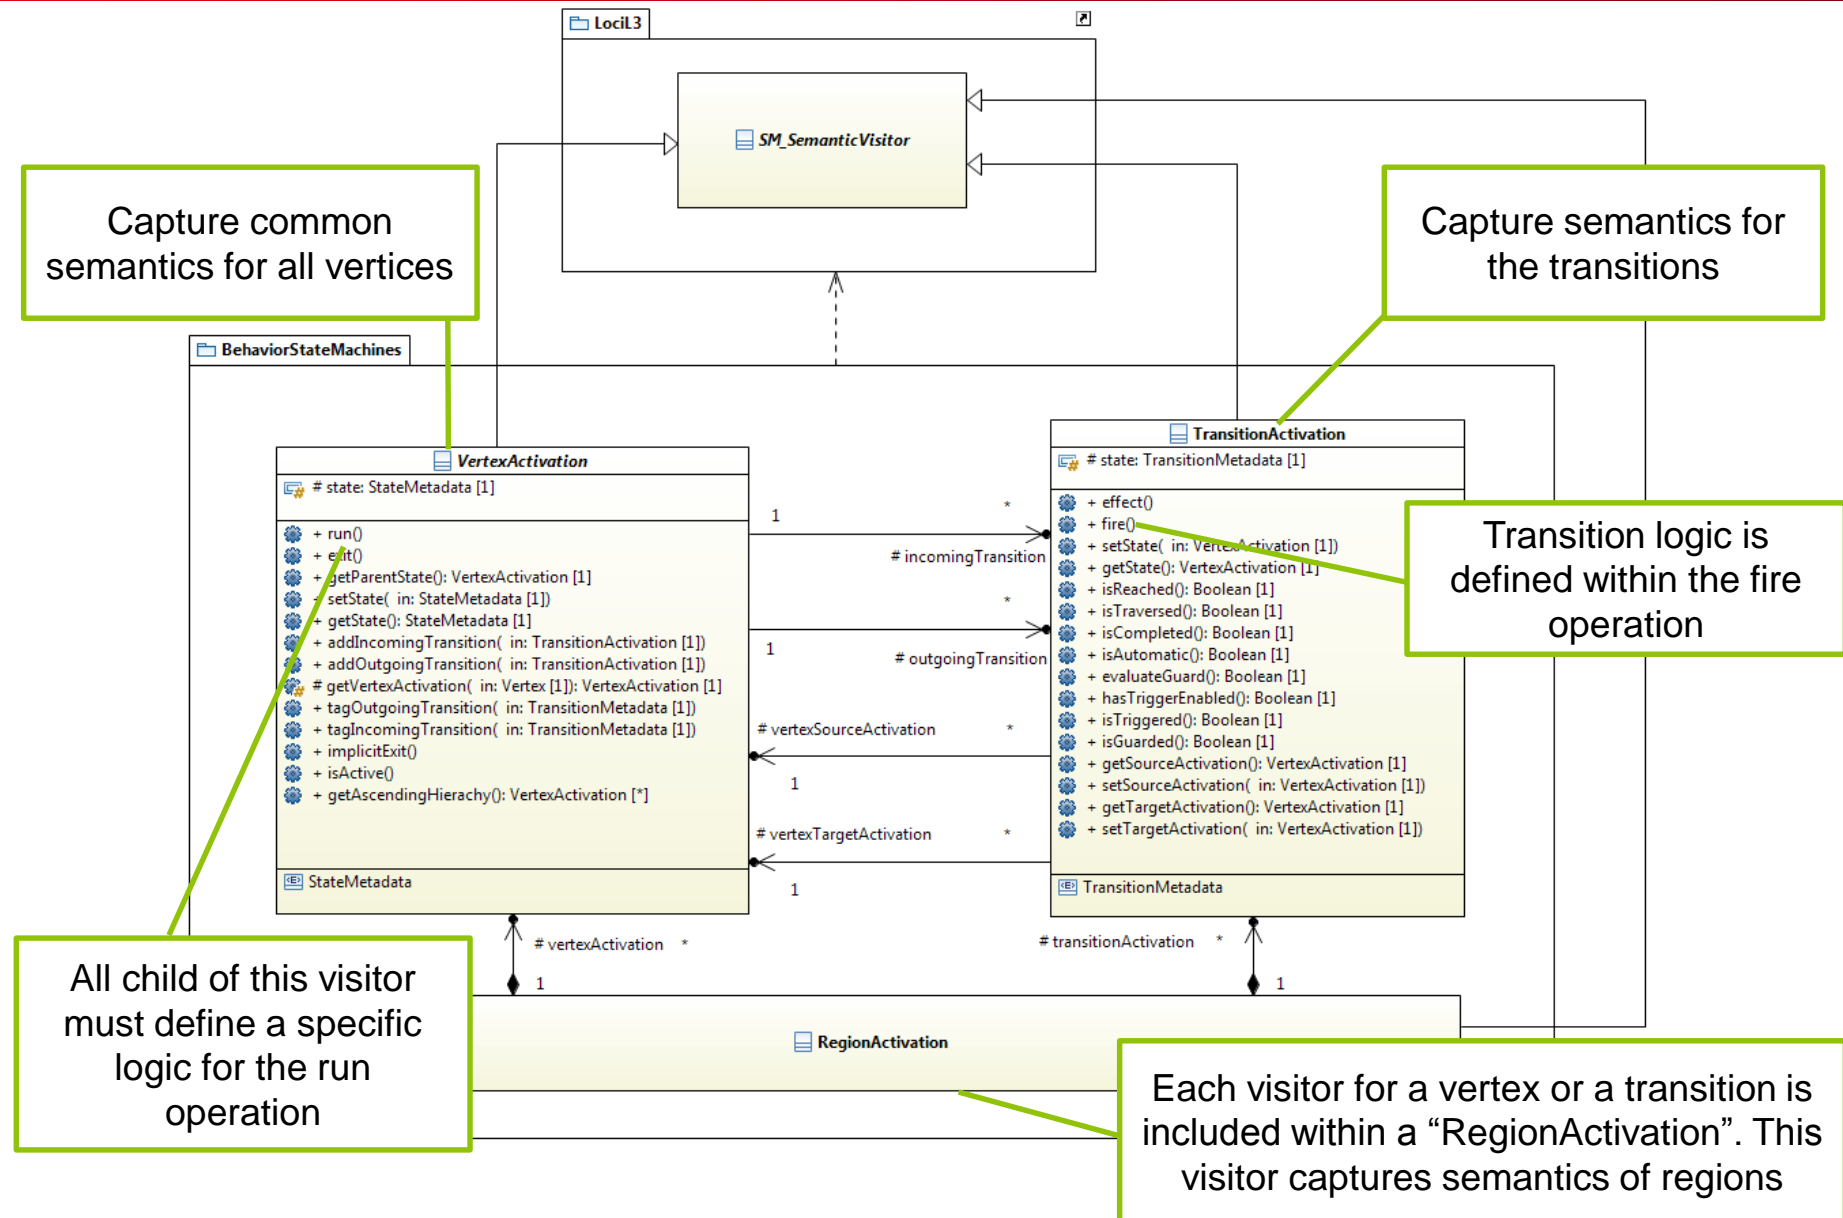 LociL3
SM_SemanticVisitor
Capture common
semantics for all vertices
Capture semantics for
the transitions
BehaviorStateMachines
VertexActivation
# state: StateMetadata [1]
+ run()
+ exit()
+ getParentState(): VertexActivation [1]
+ setState( in: StateMetadata [1])
+ getState(): StateMetadata [1]
+ addIncomingTransition( in: TransitionActivation [1])
+ addOutgoingTransition( in: TransitionActivation [1])
# getVertexActivation( in: Vertex [1]): VertexActivation [1]
+ tagOutgoingTransition( in: TransitionMetadata [1])
+ tagIncomingTransition( in: TransitionMetadata [1])
+ implicitExit()
+ isActive()
+ getAscendingHierachy(): VertexActivation [*]
StateMetadata
1
*
# incomingTransition
*
1
# outgoingTransition
# vertexSourceActivation *
1
# vertexTargetActivation *
1
TransitionActivation
# state: TransitionMetadata [1]
+ effect()
+ fire()
+ setState( in: VertexActivation [1])
+ getState(): VertexActivation [1]
+ isReached(): Boolean [1]
+ isTraversed(): Boolean [1]
+ isCompleted(): Boolean [1]
+ isAutomatic(): Boolean [1]
+ evaluateGuard(): Boolean [1]
+ hasTriggerEnabled(): Boolean [1]
+ isTriggered(): Boolean [1]
+ isGuarded(): Boolean [1]
+ getSourceActivation(): VertexActivation [1]
+ setSourceActivation( in: VertexActivation [1])
+ getTargetActivation(): VertexActivation [1]
+ setTargetActivation( in: VertexActivation [1])
TransitionMetadata
Transition logic is
defined within the fire
operation
# vertexActivation *
1
# transitionActivation *
1
All child of this visitor
must define a specific
logic for the run
operation
RegionActivation
Each visitor for a vertex or a transition is
included within a “RegionActivation”. This
visitor captures semantics of regions